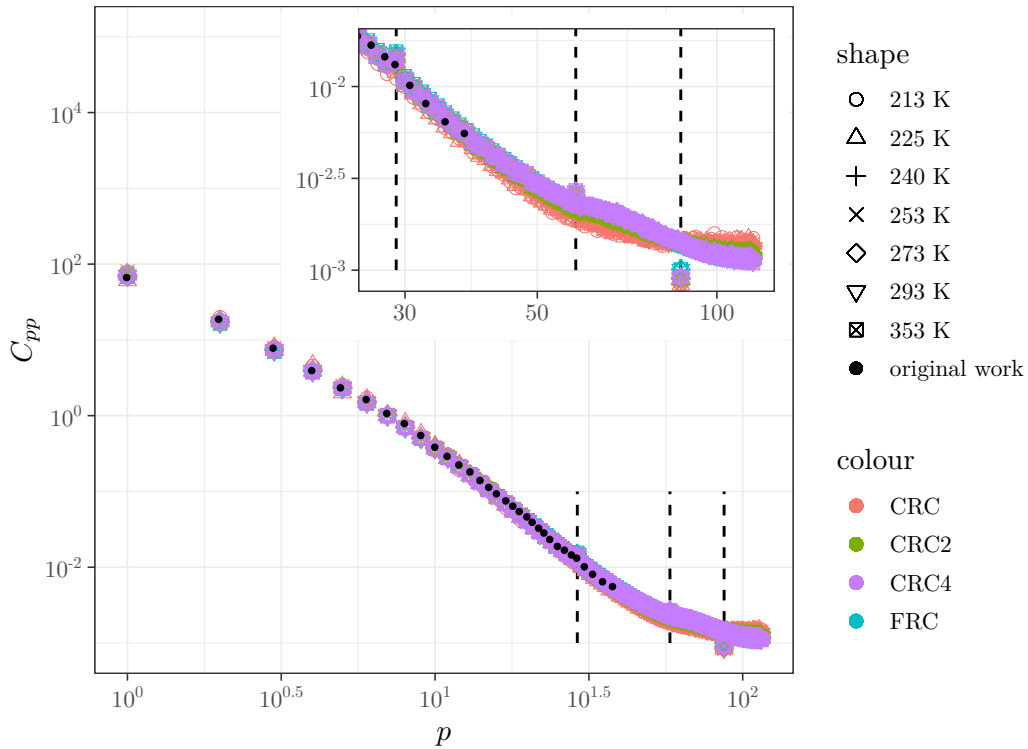 10^4
10^2
10^0
10^-2
C_pp
10^0
10^0.5
10^1
10^1.5
10^2
p
10^-2
10^-2.5
10^-3
30
50
100
shape
213 K
225 K
240 K
253 K
273 K
293 K
353 K
original work
colour
CRC
CRC2
CRC4
FRC